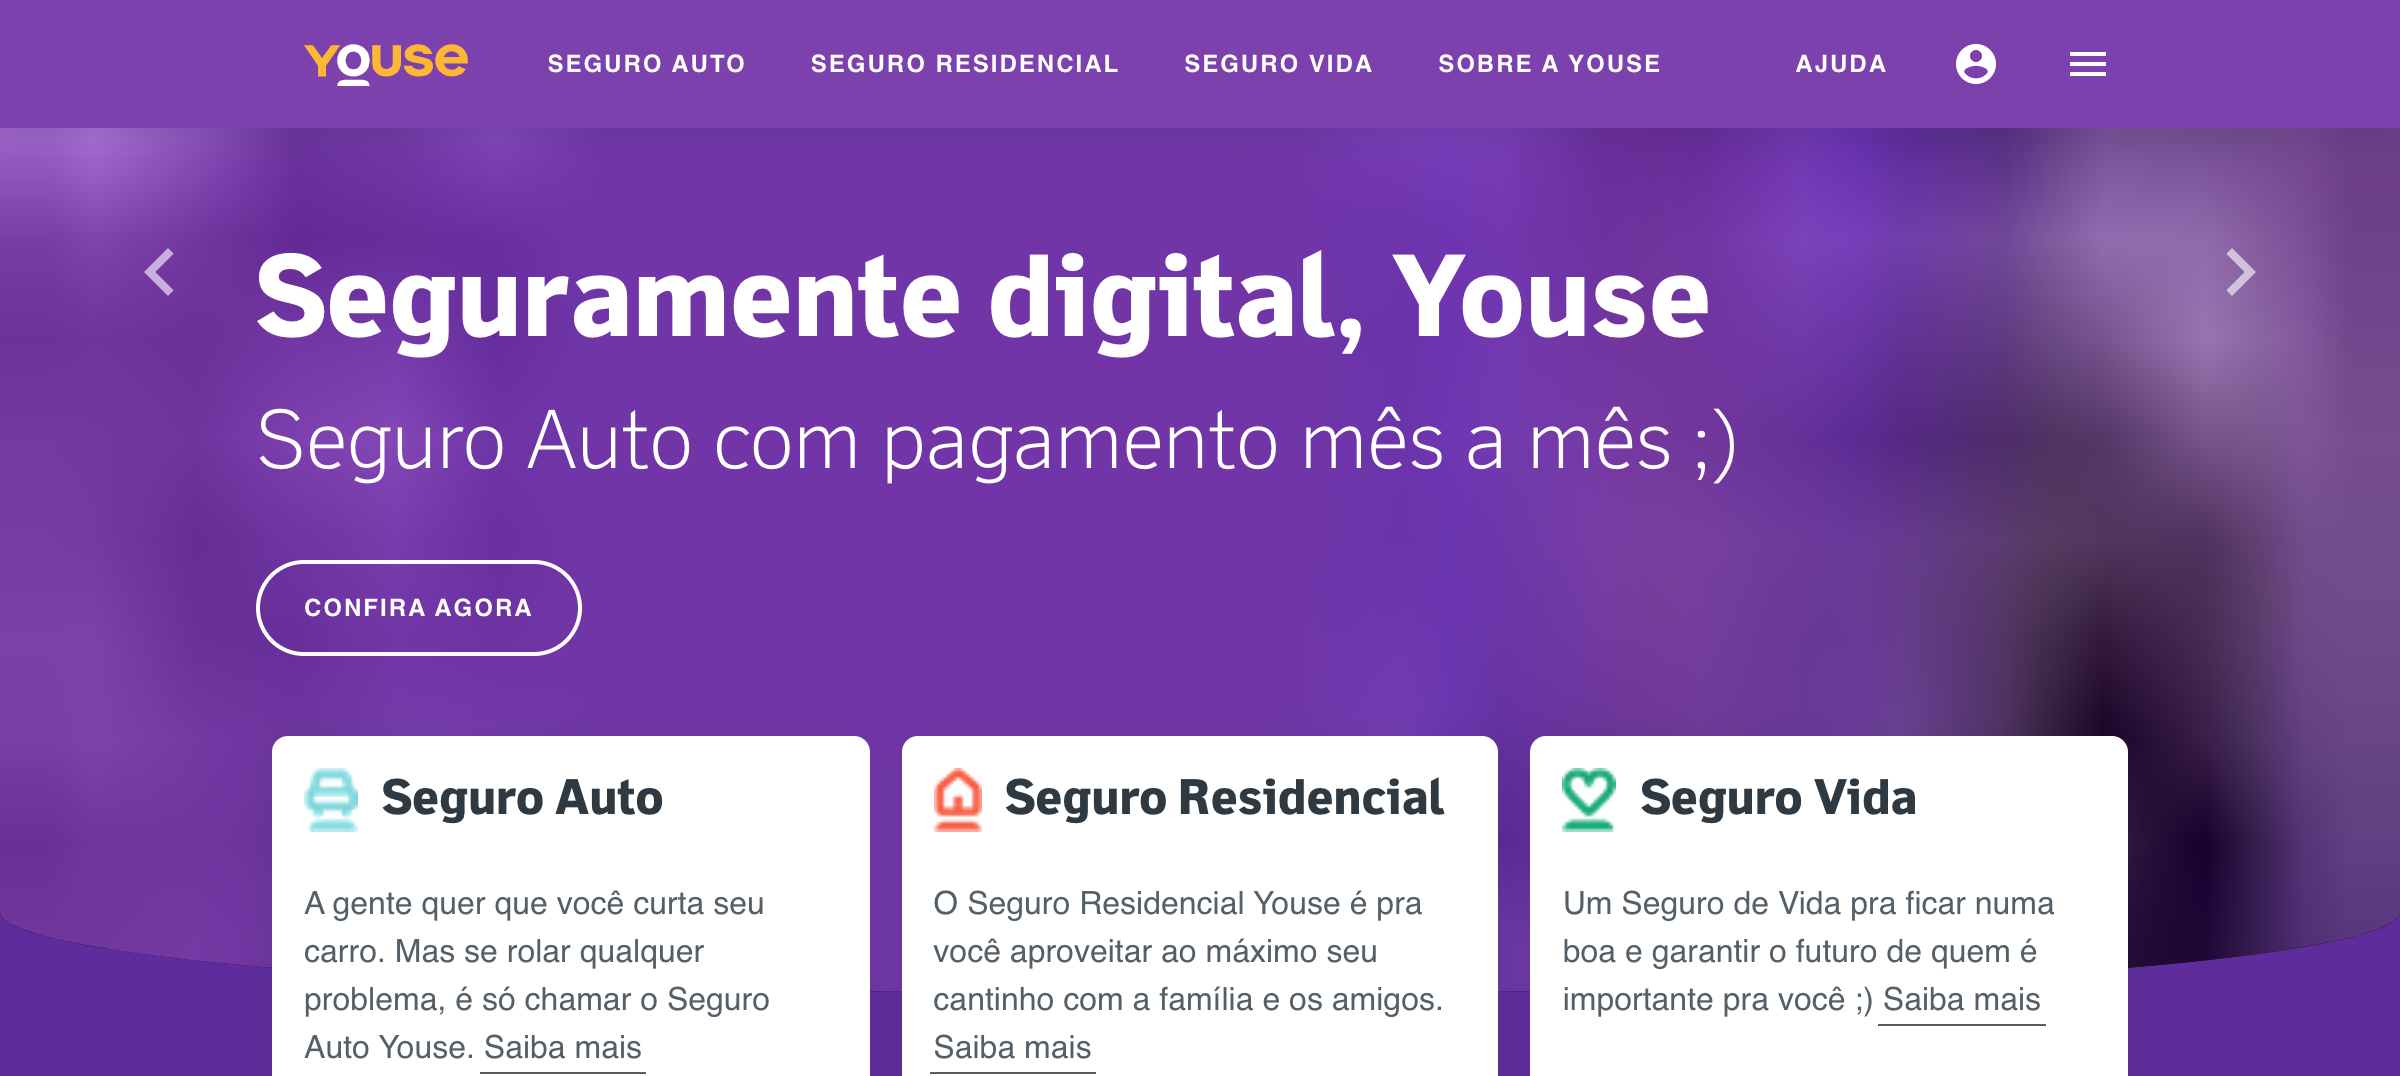 Youse
SEGURO AUTO
SEGURO RESIDENCIAL
SEGURO VIDA
SOBRE A YOUSE
AJUDA
Seguramente digital, Youse
Seguro Auto com pagamento mês a mês ;)
CONFIRA AGORA
Seguro Auto
A gente quer que você curta seu
carro. Mas se rolar qualquer
problema, é só chamar o Seguro
Auto Youse. Saiba mais
Seguro Residencial
O Seguro Residencial Youse é pra
você aproveitar ao máximo seu
cantinho com a família e os amigos.
Saiba mais
Seguro Vida
Um Seguro de Vida pra ficar numa
boa e garantir o futuro de quem é
importante pra você ;) Saiba mais